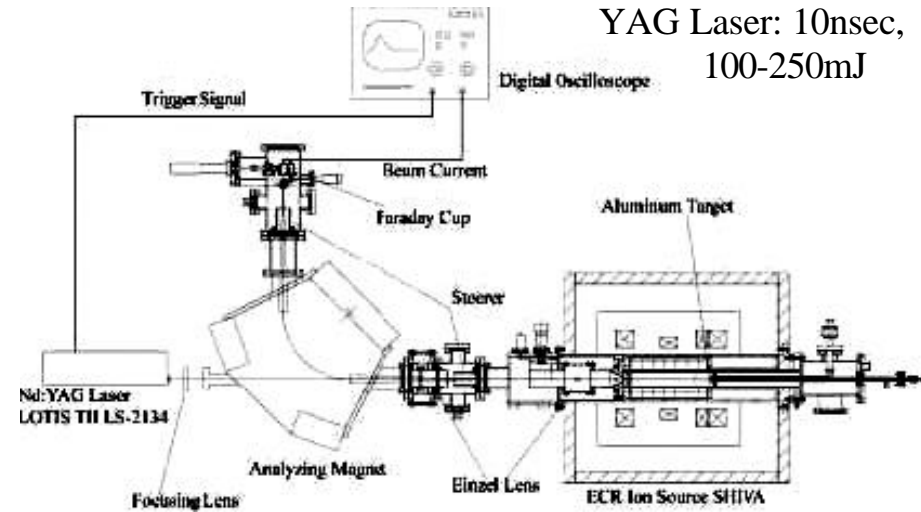 YAG Laser: 10nsec,
100-250mJ
Digital Oscilloscope
Trigger Signal
Beam Current
Faraday Cup
Aluminum Target
Steerer
Nd:YAG Laser
LOTIS TII LS-2134
Analyzing Magnet
Einzel Lens
ECR Ion Source SHIVA
Focusing Lens